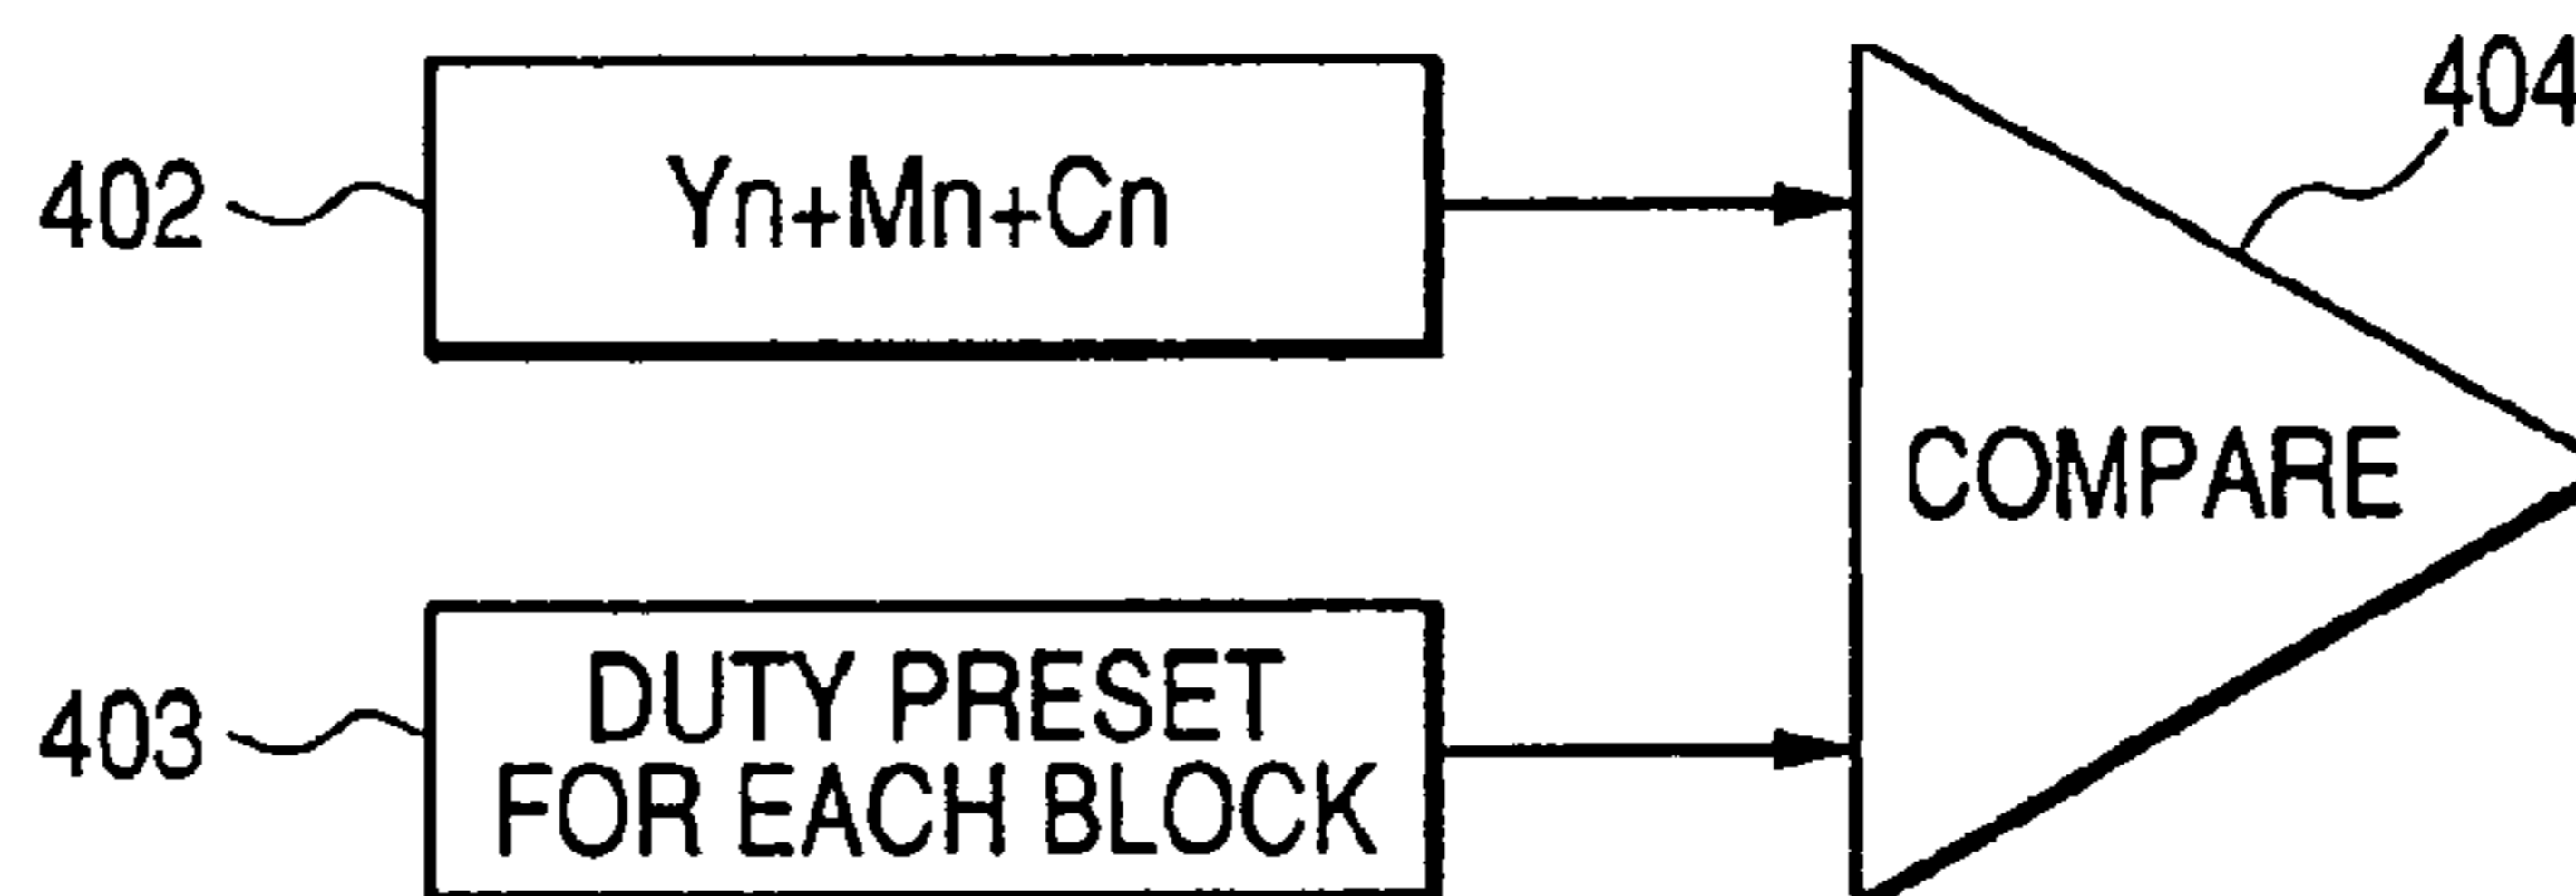 404
402
Yn+Mn+Cn
COMPARE
403
DUTY PRESET
FOR EACH BLOCK